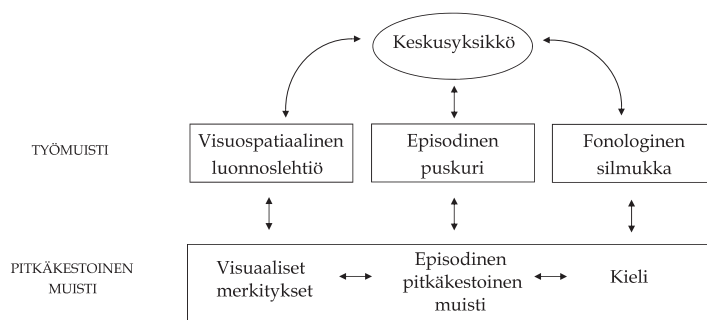 Keskusyksikkö
TYÖMUISTI
Visuospatiaalinen
luonnoslehtiö
Episodinen
puskuri
Fonologinen
silmukka
PITKÄKESTOINEN
MUISTI
Visuaaliset
merkitykset
Episodinen
pitkäkestoinen
muisti
Kieli